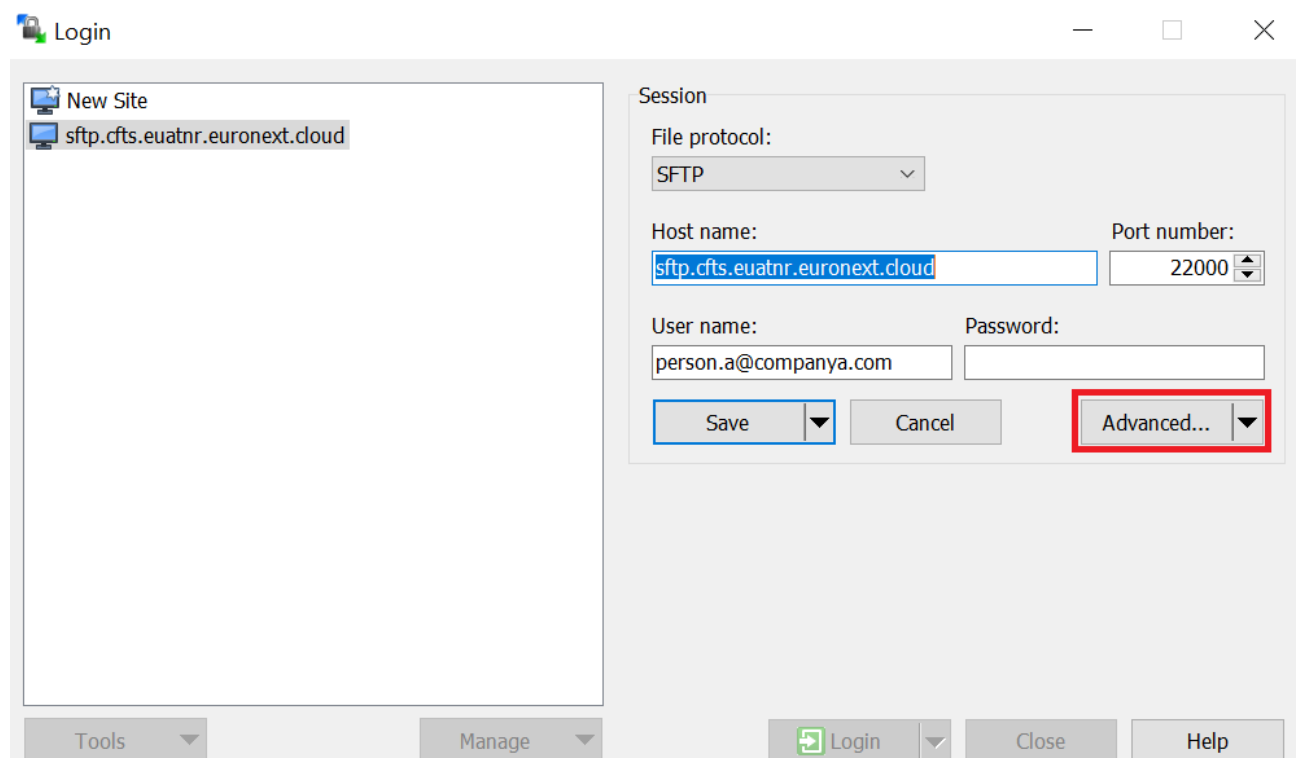 Login
New Site
sftp.cfts.euatnr.euronext.cloud
Session
File protocol:
SFTP
Host name: Port number:
sftp.cfts.euatnr.euronext.cloud 22000
User name: Password:
person.a@companya.com
Save Cancel Advanced...
Tools Manage Login Close Help